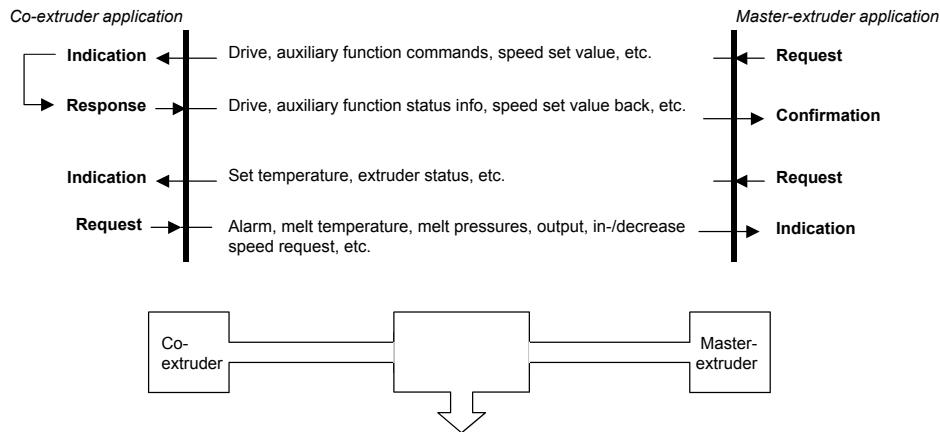 Co-extruder application Master-extruder application
Indication Drive, auxiliary function commands, speed set value, etc. Request
Response Drive, auxiliary function status info, speed set value back, etc. Confirmation
Indication Set temperature, extruder status, etc. Request
Request Alarm, melt temperature, melt pressures, output, in-/decrease Indication
speed request, etc.
Co-
extruder
Master-
extruder